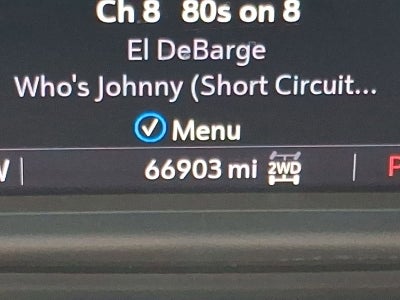 Ch 8 80s on 8
El DeBarge
Who's Johnny (Short Circuit...
Menu
W 66903 mi 2WD P